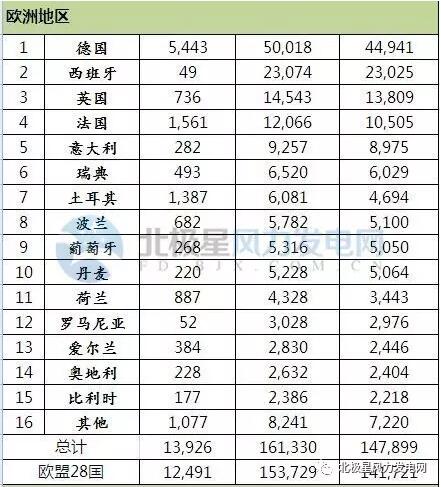 欧洲地区
1 德国 5,443 50,018 44,941
2 西班牙 49 23,074 23,025
3 英国 736 14,543 13,809
4 法国 1,561 12,066 10,505
5 意大利 282 9,257 8,975
6 瑞典 493 6,520 6,029
7 土耳其 1,387 6,081 4,694
8 波兰 682 5,782 5,100
9 葡萄牙 268 5,316 5,050
10 丹麦 220 5,228 5,064
11 荷兰 887 4,328 3,443
12 罗马尼亚 52 3,028 2,976
13 爱尔兰 384 2,830 2,446
14 奥地利 228 2,632 2,404
15 比利时 177 2,386 2,218
16 其他 1,077 8,241 7,220
总计 13,926 161,330 147,899
欧盟28国 12,491 153,729 141,721
北极星风力发电网
FD.BJX.COM.CN
北极星风力发电网